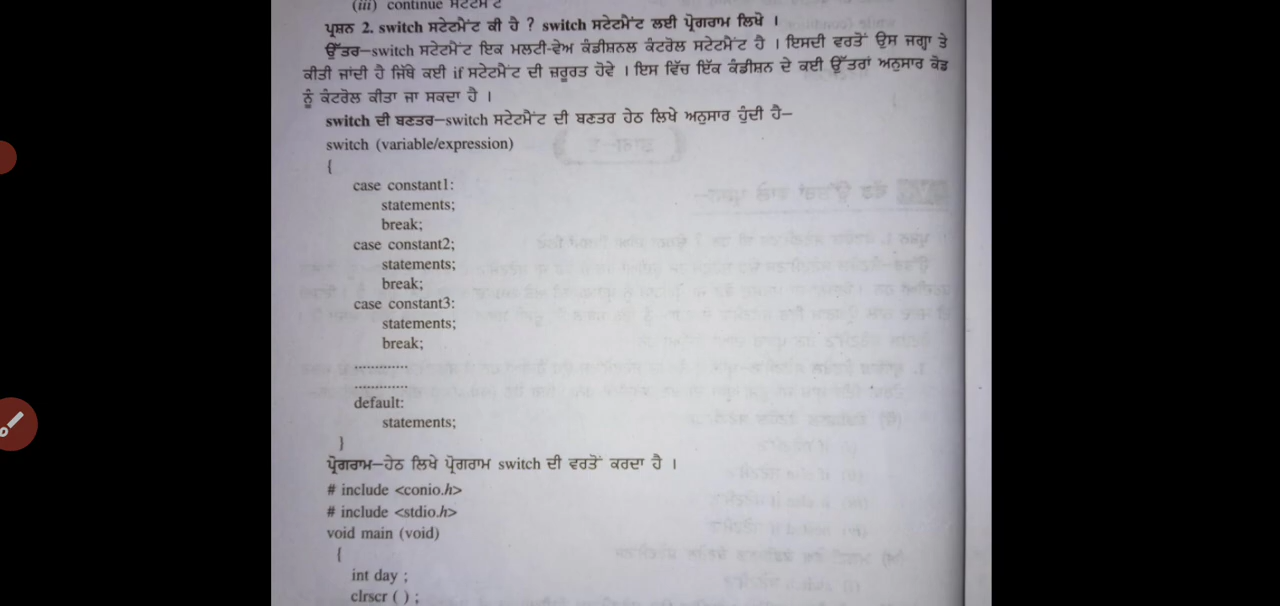 (iii) continue ਸਟੇਟਮੈਂਟ
ਪ੍ਰਸ਼ਨ 2. switch ਸਟੇਟਮੈਂਟ ਕੀ ਹੈ ? switch ਸਟੇਟਮੈਂਟ ਲਈ ਪ੍ਰੋਗਰਾਮ ਲਿਖੋ ।
ਉੱਤਰ—switch ਸਟੇਟਮੈਂਟ ਇਕ ਮਲਟੀ-ਵੇਅ ਕੰਡੀਸ਼ਨਲ ਕੰਟਰੋਲ ਸਟੇਟਮੈਂਟ ਹੈ । ਇਸਦੀ ਵਰਤੋਂ ਉਸ ਜਗ੍ਹਾ ਤੇ
ਕੀਤੀ ਜਾਂਦੀ ਹੈ ਜਿੱਥੇ ਕਈ if ਸਟੇਟਮੈਂਟ ਦੀ ਜ਼ਰੂਰਤ ਹੋਵੇ । ਇਸ ਵਿੱਚ ਇੱਕ ਕੰਡੀਸ਼ਨ ਦੇ ਕਈ ਉੱਤਰਾਂ ਅਨੁਸਾਰ ਕੋਡ
ਨੂੰ ਕੰਟਰੋਲ ਕੀਤਾ ਜਾ ਸਕਦਾ ਹੈ ।
switch ਦੀ ਬਣਤਰ—switch ਸਟੇਟਮੈਂਟ ਦੀ ਬਣਤਰ ਹੇਠ ਲਿਖੇ ਅਨੁਸਾਰ ਹੁੰਦੀ ਹੈ—
switch (variable/expression)
{
case constant1:
statements;
break;
case constant2;
statements;
break;
case constant3:
statements;
break;
.............
.............
default:
statements;
}
ਪ੍ਰੋਗਰਾਮ—ਹੇਠ ਲਿਖੇ ਪ੍ਰੋਗਰਾਮ switch ਦੀ ਵਰਤੋਂ ਕਰਦਾ ਹੈ ।
# include <conio.h>
# include <stdio.h>
void main (void)
{
int day ;
clrscr ( ) ;